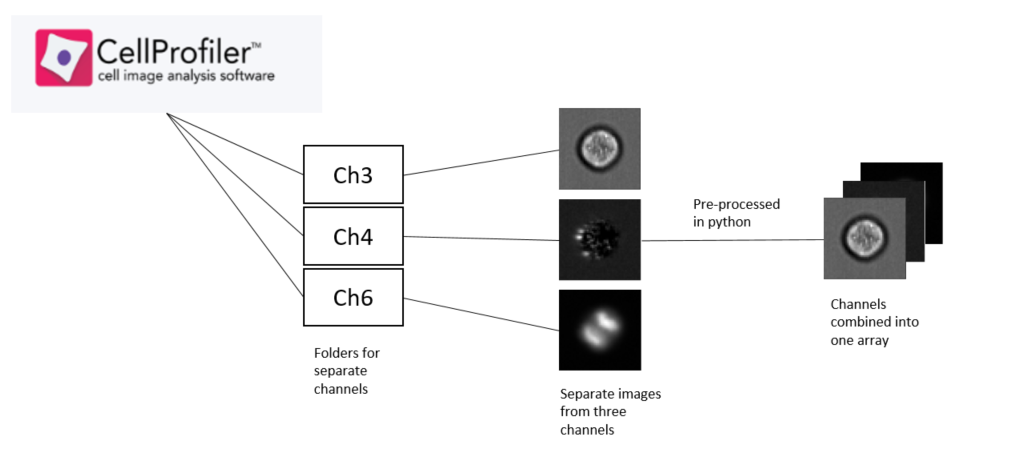 CellProfiler™
cell image analysis software
Ch3
Ch4
Ch6
Folders for
separate
channels
Separate images
from three
channels
Pre-processed
in python
Channels
combined into
one array